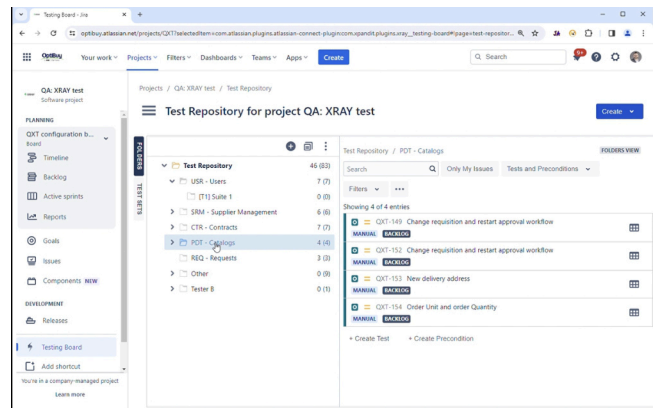 Testing Board - Jira
optibuy.atlassian.net/projects/QXT?selectedItem=com.atlassian.plugins.atlassian-connect-plugin:com.xpandit.plugins.xray__testing-board#!page=test-repositor...
OptiBuy
Your work
Projects
Filters
Dashboards
Teams
Apps
Create
Search
9+
QA: XRAY test
Software project
PLANNING
QXT configuration b...
Board
Timeline
Backlog
Active sprints
Reports
Goals
Issues
Components NEW
DEVELOPMENT
Releases
Testing Board
Add shortcut
You're in a company-managed project
Learn more
Projects / QA: XRAY test / Test Repository
Test Repository for project QA: XRAY test
Create
FOLDERS
TEST SETS
Test Repository 46 (83)
USR - Users 7 (7)
[T1] Suite 1 0 (0)
SRM - Supplier Management 6 (6)
CTR - Contracts 7 (7)
PDT - Catalogs 4 (4)
REQ - Requests 3 (3)
Other 0 (9)
Tester B 0 (1)
Test Repository / PDT - Catalogs
FOLDERS VIEW
Search
Only My Issues
Tests and Preconditions
Filters
Showing 4 of 4 entries
QXT-149 Change requisition and restart approval workflow
MANUAL BACKLOG
QXT-152 Change requisition and restart approval workflow
MANUAL BACKLOG
QXT-153 New delivery address
MANUAL BACKLOG
QXT-154 Order Unit and order Quantity
MANUAL BACKLOG
+ Create Test
+ Create Precondition